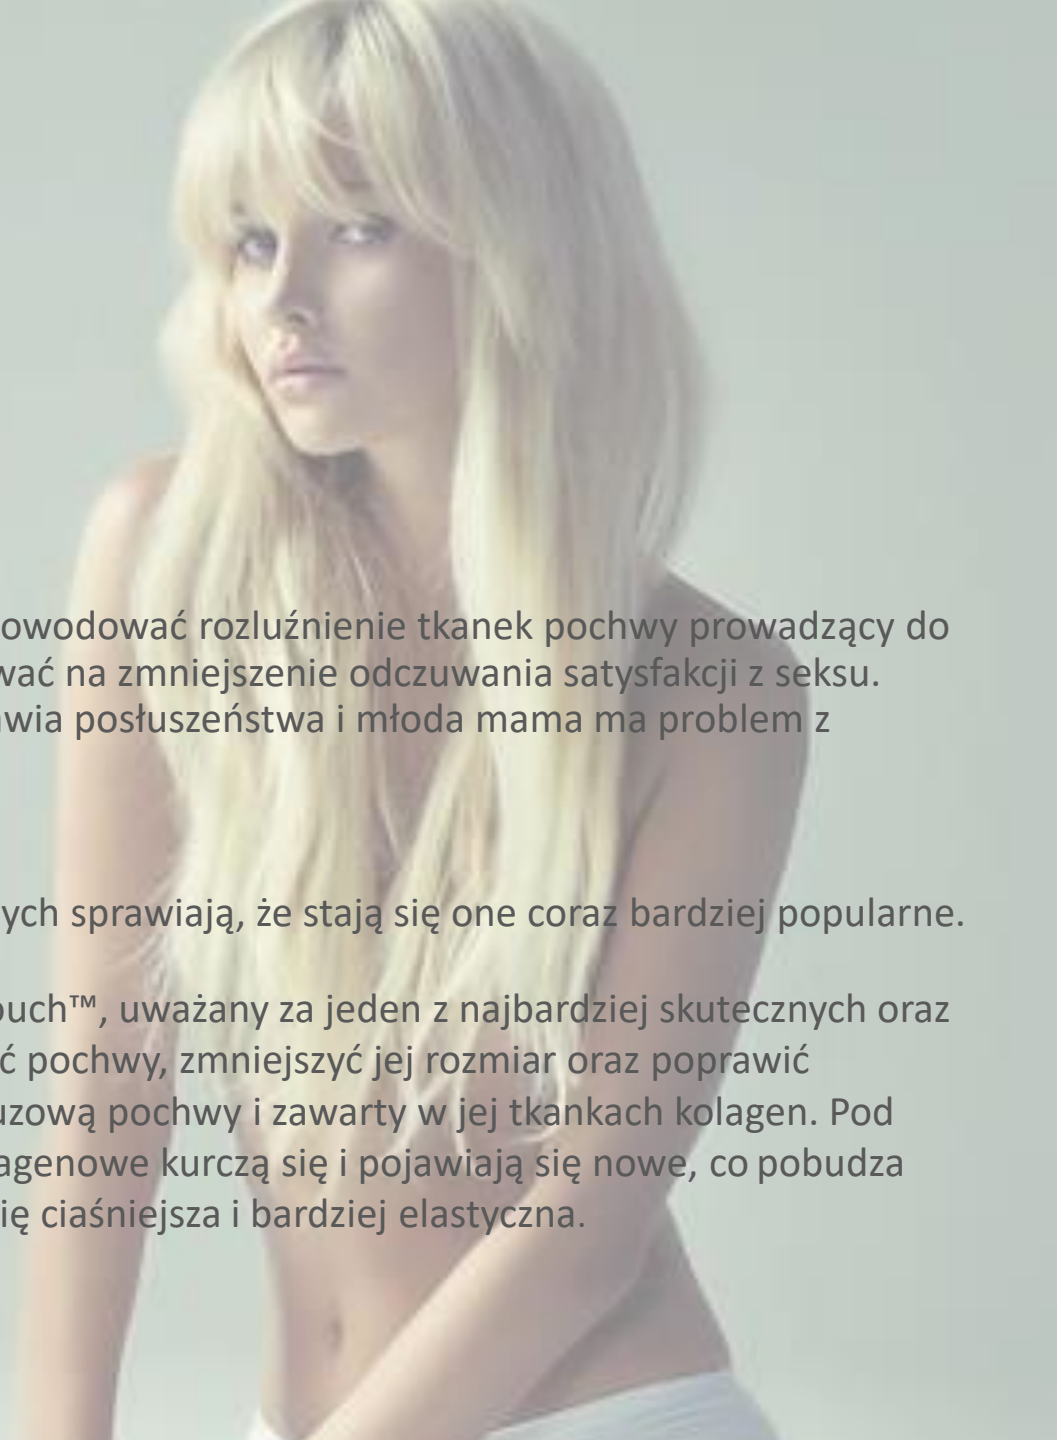 owodować rozluźnienie tkanek pochwy prowadzący do
wać na zmniejszenie odczuwania satysfakcji z seksu.
wia posłuszeństwa i młoda mama ma problem z
ych sprawiają, że stają się one coraz bardziej popularne.
ouch™, uważany za jeden z najbardziej skutecznych oraz
ć pochwy, zmniejszyć jej rozmiar oraz poprawić
uzową pochwy i zawarty w jej tkankach kolagen. Pod
agenowe kurczą się i pojawiają się nowe, co pobudza
ię ciaśniejsza i bardziej elastyczna.